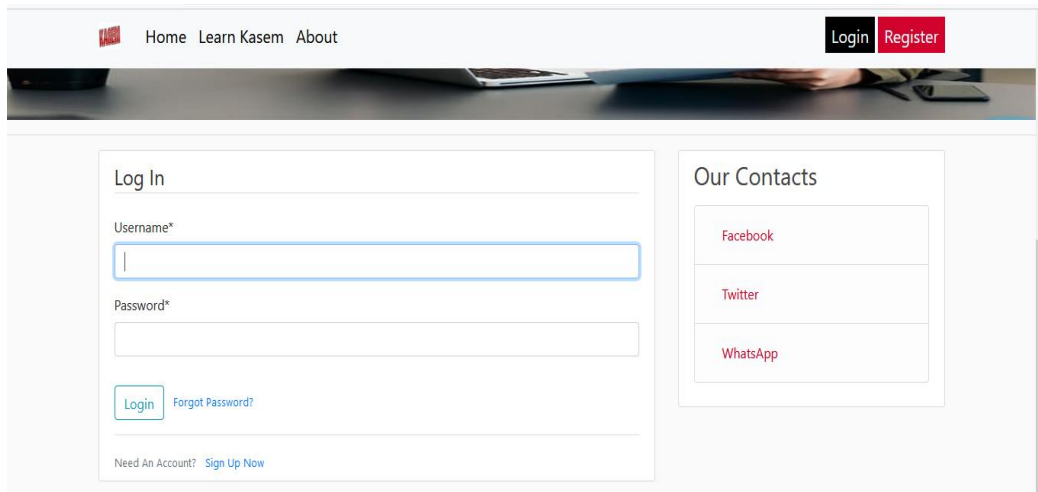 KASEM Home Learn Kasem About Login Register
Log In
Username*
Password*
Login Forgot Password?
Need An Account? Sign Up Now
Our Contacts
Facebook
Twitter
WhatsApp